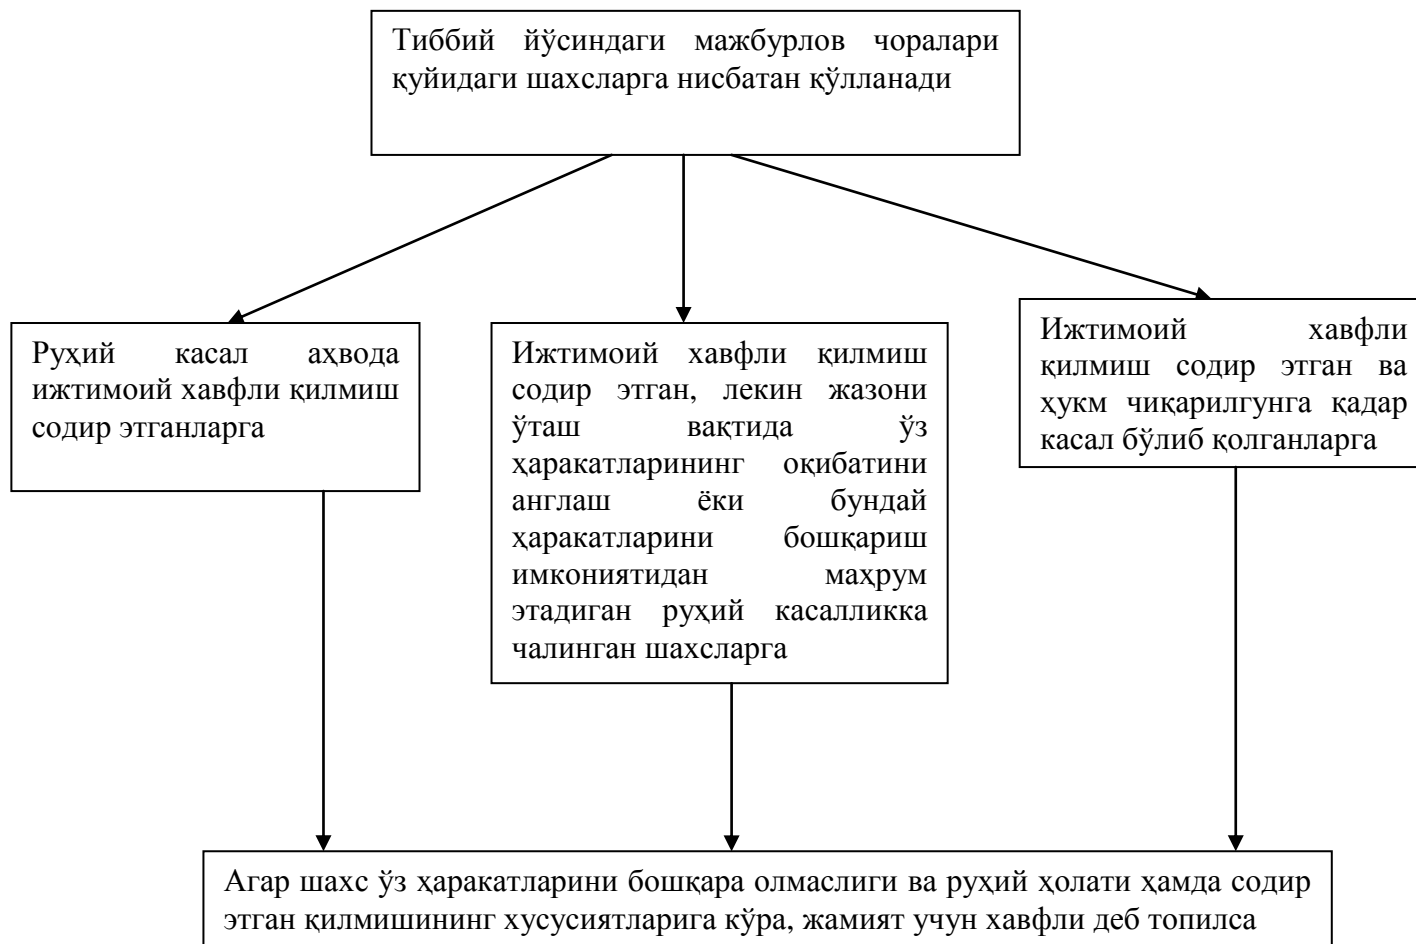 Тиббий йўсиндаги мажбурлов чоралари
қуйидаги шахсларга нисбатан қўлланади
Руҳий касал аҳвода
ижтимоий хавфли қилмиш
содир этганларга
Ижтимоий хавфли қилмиш
содир этган, лекин жазони
ўташ вақтида ўз
ҳаракатларининг оқибатини
англаш ёки бундай
ҳаракатларини бошқариш
имкониятидан маҳрум
этадиган руҳий касалликка
чалинган шахсларга
Ижтимоий хавфли
қилмиш содир этган ва
ҳукм чиқарилгунга қадар
касал бўлиб қолганларга
Агар шахс ўз ҳаракатларини бошқара олмаслиги ва руҳий ҳолати ҳамда содир
этган қилмишининг хусусиятларига кўра, жамият учун хавфли деб топилса